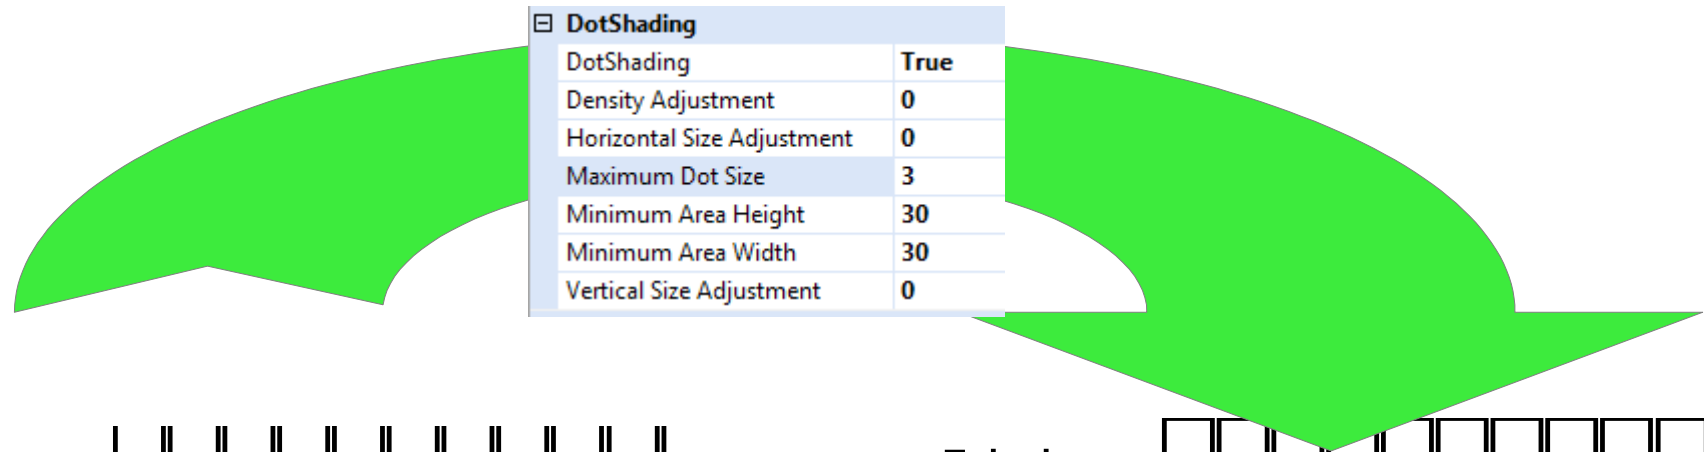 DotShading
DotShading True
Density Adjustment 0
Horizontal Size Adjustment 0
Maximum Dot Size 3
Minimum Area Height 30
Minimum Area Width 30
Vertical Size Adjustment 0